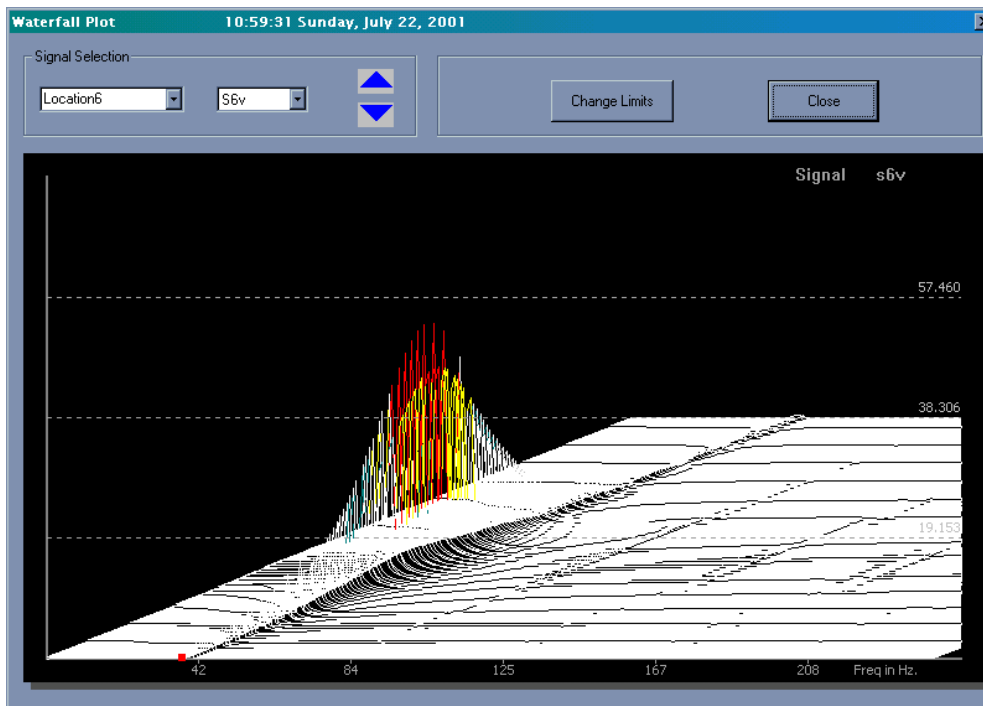 Waterfall Plot 10:59:31 Sunday, July 22, 2001
Signal Selection
Location6 S6v Change Limits Close
Signal s6v
57.460
38.306
19.153
42 84 125 167 208 Freq in Hz.